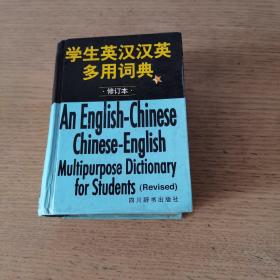 学生英汉汉英
多用词典
·修订本·
An English-Chinese
Chinese-English
Multipurpose Dictionary
for Students (Revised)
四川辞书出版社